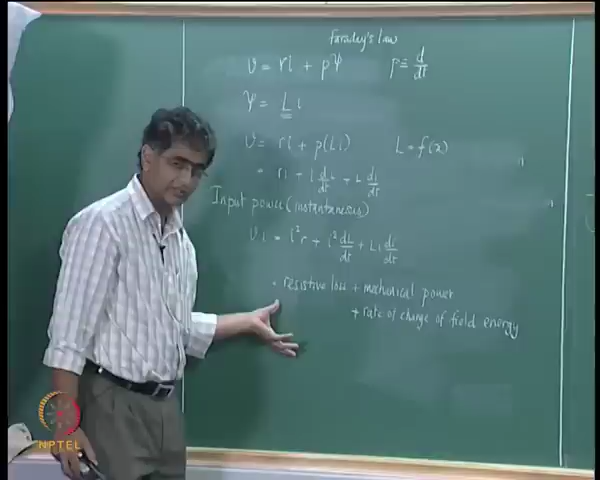 Faraday's law
v = ri + pψ    p ≡ d/dt
ψ = Li
v = ri + p(Li)    L = f(x)
= ri + i dL/dt + L di/dt
Input power (instantaneous)
vi = i²r + i² dL/dt + Li di/dt
= resistive loss + mechanical power
+ rate of change of field energy
NPTEL